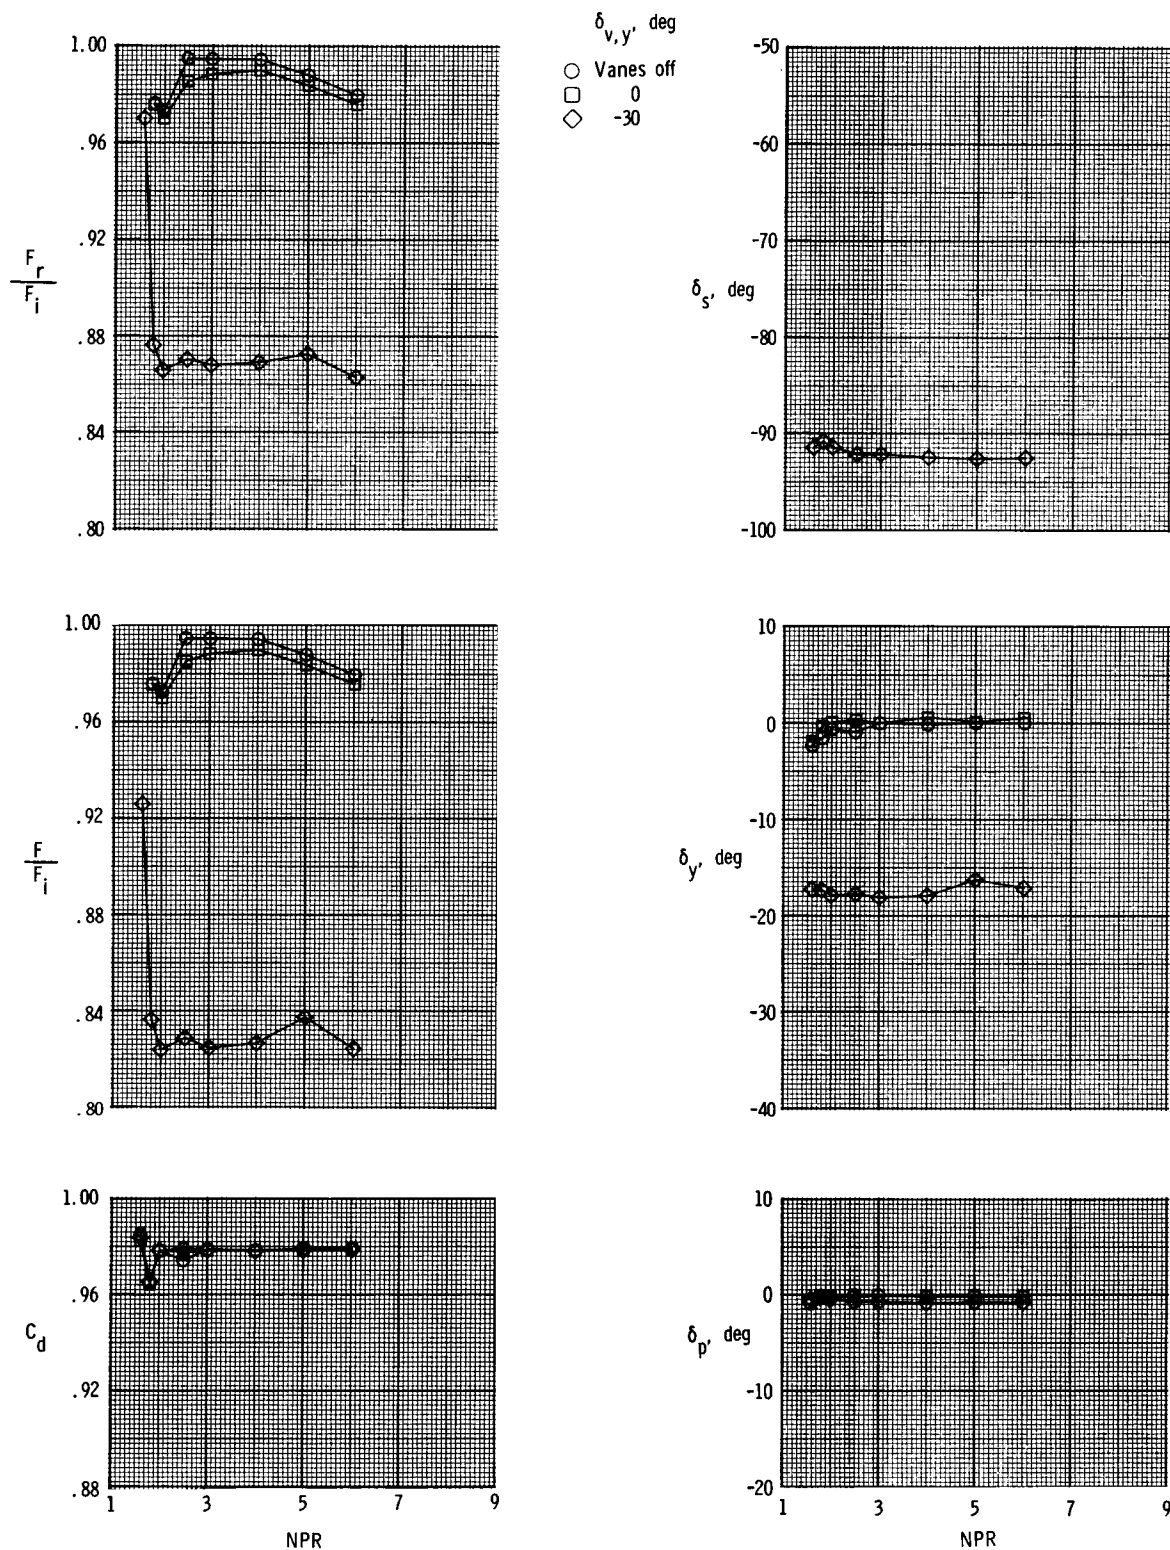 δv,y, deg
○ Vanes off
□ 0
◇ -30
1.00
.96
.92
.88
.84
.80
Fr
Fi
-50
-60
-70
-80
-90
-100
δs, deg
1.00
.96
.92
.88
.84
.80
F
Fi
10
0
-10
-20
-30
-40
δy, deg
1.00
.96
.92
.88
Cd
1 3 5 7 9
NPR
10
0
-10
-20
δp, deg
1 3 5 7 9
NPR